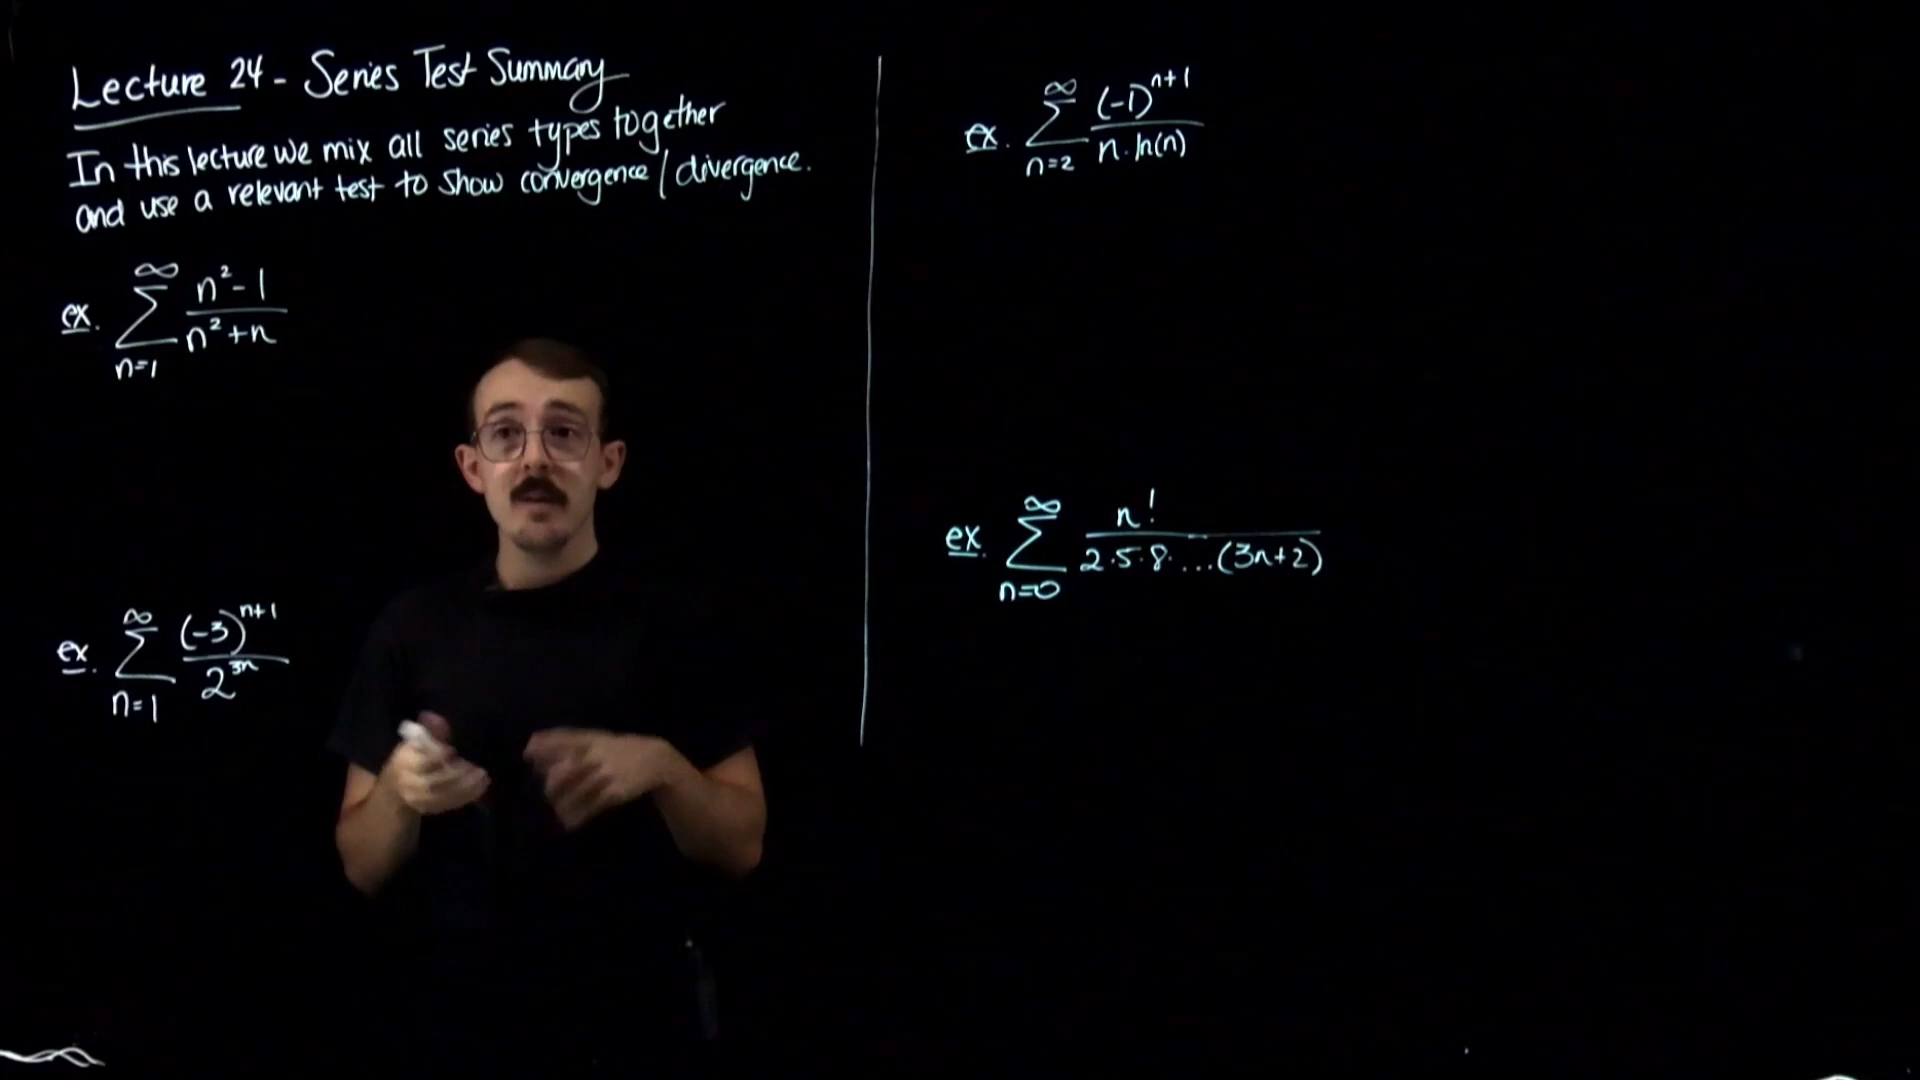 Lecture 24 - Series Test Summary
In this lecture we mix all series types together
and use a relevant test to show convergence/divergence.
ex. ∑_{n=1}^{∞} (n²-1)/(n²+n)
ex. ∑_{n=1}^{∞} (-3)^{n+1}/2^{3n}
ex. ∑_{n=2}^{∞} (-1)^{n+1}/(n·ln(n))
ex. ∑_{n=0}^{∞} n!/(2·5·8·...(3n+2))